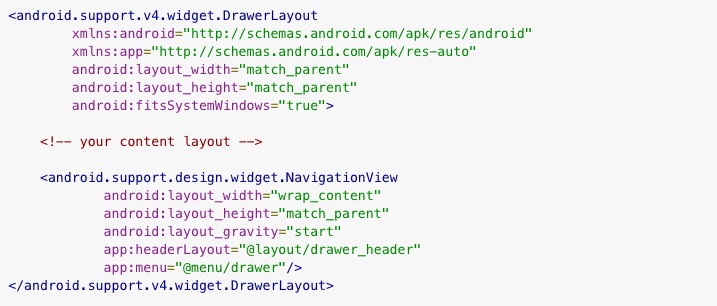 <android.support.v4.widget.DrawerLayout
        xmlns:android="http://schemas.android.com/apk/res/android"
        xmlns:app="http://schemas.android.com/apk/res-auto"
        android:layout_width="match_parent"
        android:layout_height="match_parent"
        android:fitsSystemWindows="true">

    <!-- your content layout -->

    <android.support.design.widget.NavigationView
            android:layout_width="wrap_content"
            android:layout_height="match_parent"
            android:layout_gravity="start"
            app:headerLayout="@layout/drawer_header"
            app:menu="@menu/drawer"/>
</android.support.v4.widget.DrawerLayout>